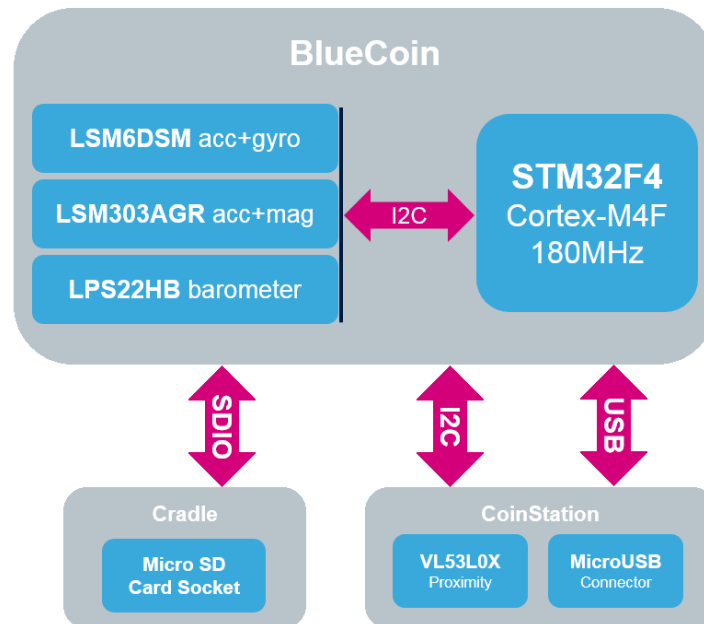 BlueCoin
LSM6DSM acc+gyro
LSM303AGR acc+mag
LPS22HB barometer
I2C
STM32F4
Cortex-M4F
180MHz
SDIO
I2C
USB
Cradle
Micro SD
Card Socket
CoinStation
VL53L0X
Proximity
MicroUSB
Connector